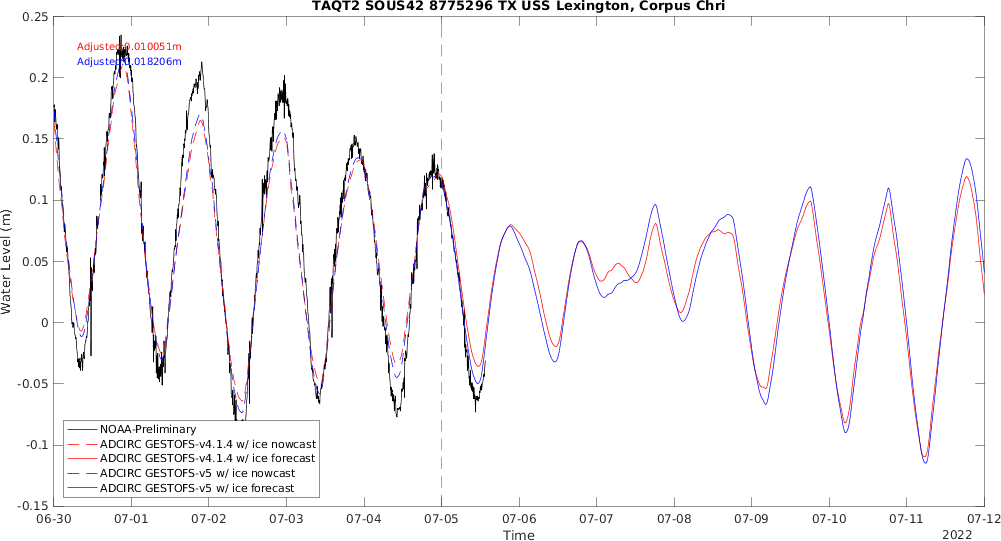 TAQT2 SOUS42 8775296 TX USS Lexington, Corpus Chri
0.25
0.2
0.15
0.1
0.05
0
-0.05
-0.1
-0.15
Water Level (m)
Adjusted:0.010051m
Adjusted:0.018206m
NOAA-Preliminary
ADCIRC GESTOFS-v4.1.4 w/ ice nowcast
ADCIRC GESTOFS-v4.1.4 w/ ice forecast
ADCIRC GESTOFS-v5 w/ ice nowcast
ADCIRC GESTOFS-v5 w/ ice forecast
06-30 07-01 07-02 07-03 07-04 07-05 07-06 07-07 07-08 07-09 07-10 07-11 07-12
Time
2022